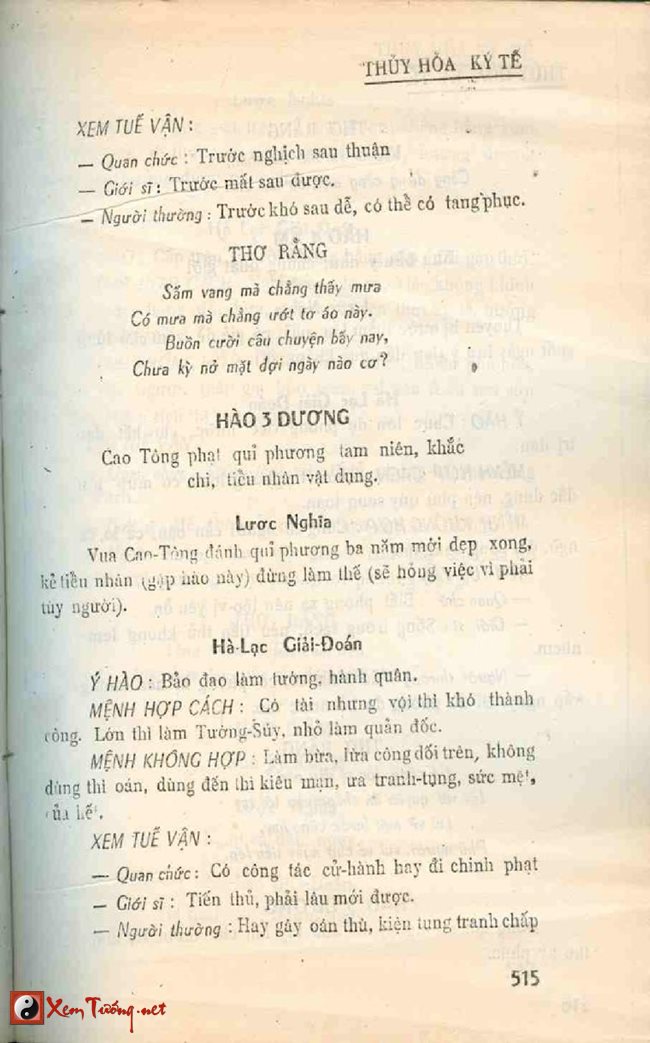 THỦY HỎA KÝ TẾ
XEM TUẾ VẬN :
— Quan chức : Trước nghịch sau thuận
— Giới sĩ : Trước mất sau được.
— Người thường : Trước khó sau dễ, có thể có tang phục.
THƠ RẰNG
Sấm vang mà chẳng thấy mưa
Có mưa mà chẳng ướt tơ áo này.
Buồn cười câu chuyện bấy nay,
Chưa kỳ nở mặt đợi ngày nào cơ?
HÀO 3 DƯƠNG
Cao Tông phạt quỉ phương tam niên, khắc
chi, tiểu nhân vật dụng.
Lược Nghĩa
Vua Cao-Tông đánh quỉ phương ba năm mới dẹp xong,
kẻ tiểu nhân (gặp hào này) đừng làm thế (sẽ hỏng việc vì phải
tùy người).
Hà-Lạc Giải-Đoán
Ý HÀO : Bảo đạo làm tướng, hành quân.
MỆNH HỢP CÁCH : Có tài nhưng vội thì khó thành
công. Lớn thì làm Tướng-Súy, nhỏ làm quản đốc.
MỆNH KHÔNG HỢP : Làm bừa, lừa công dối trên, không
dùng thì oán, dùng đến thì kiêu mạn, ưa tranh-tụng, sức mệt,
của hết.
XEM TUẾ VẬN :
— Quan chức : Có công tác cử-hành hay đi chinh phạt
— Giới sĩ : Tiến thủ, phải lâu mới được.
— Người thường : Hay gây oán thù, kiện tung tranh chấp
515
XemTướng.net